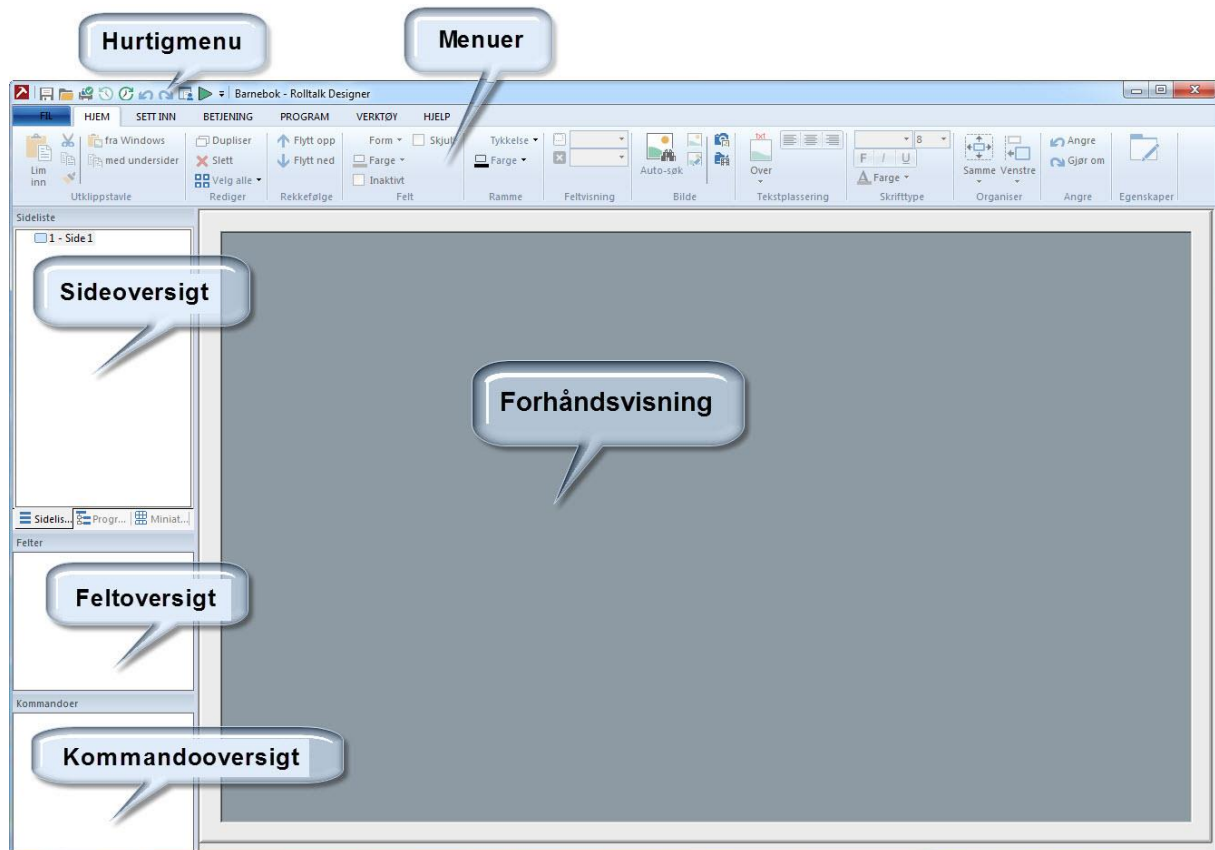 Hurtigmenu
Menuer
Barnebok - Rolltalk Designer
FIL HJEM SETT INN BETJENING PROGRAM VERKTØY HJELP
fra Windows Dupliser Flytt opp Form Skjult Tykkelse 8 Angre
Lim inn med undersider Slett Flytt ned Farge Farge Auto-søk txt Over F I U Samme Venstre Gjør om
Velg alle Inaktivt Farge
Utklippstavle Rediger Rekkefølge Felt Ramme Feltvisning Bilde Tekstplassering Skrifttype Organiser Angre Egenskaper
Sideliste
1 - Side 1
Sideoversigt
Forhåndsvisning
Sidelis... Progr... Miniat...
Felter
Feltoversigt
Kommandoer
Kommandooversigt